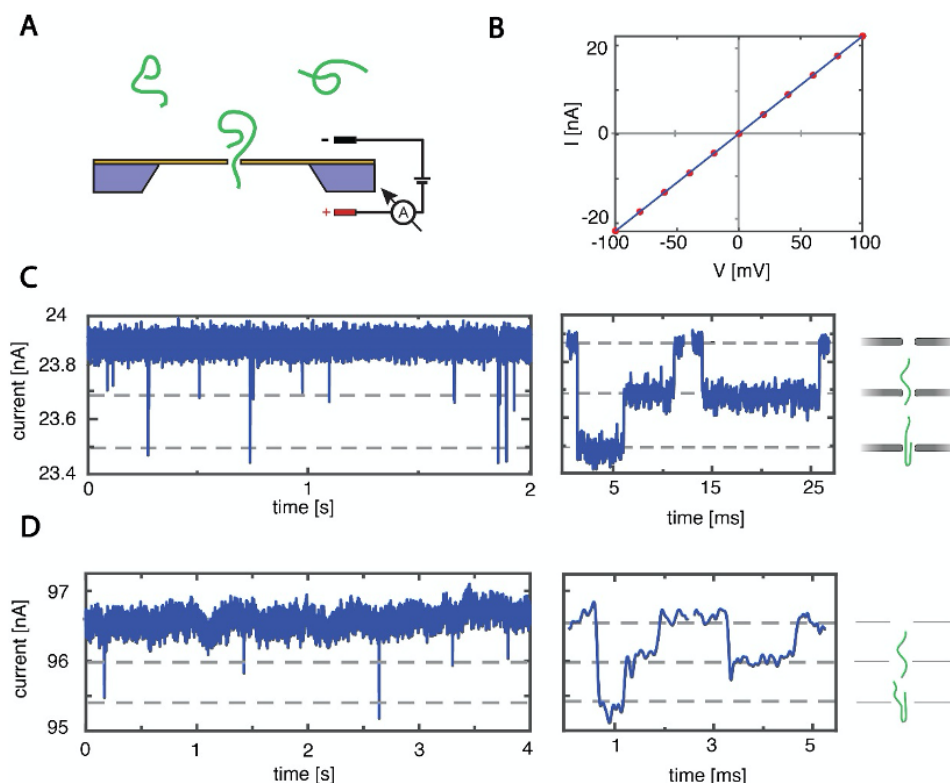 A
-
+
A
B
20
I [nA]
0
-20
-100
-50
0
50
100
V [mV]
C
24
23.8
23.6
23.4
current [nA]
0
1
2
time [s]
5
15
25
time [ms]
D
97
96
95
current [nA]
0
1
2
3
4
time [s]
1
3
5
time [ms]